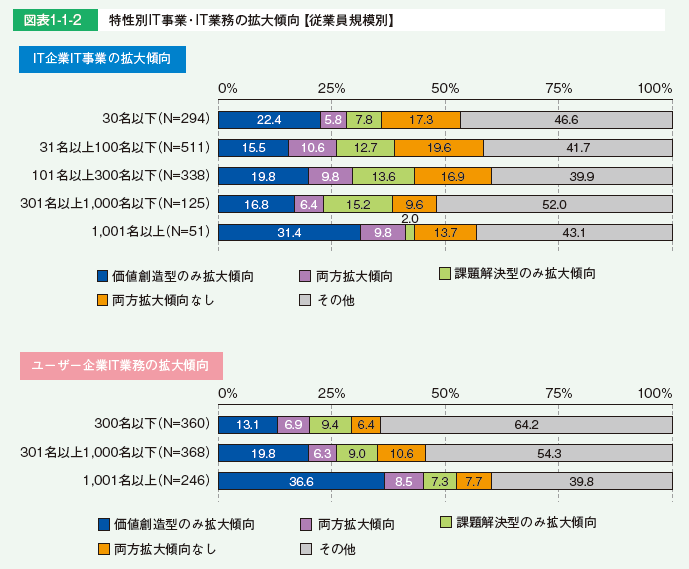 図表1-1-2 特性別IT事業・IT業務の拡大傾向【従業員規模別】
IT企業IT事業の拡大傾向
0% 25% 50% 75% 100%
30名以下(N=294) 22.4 5.8 7.8 17.3 46.6
31名以上100名以下(N=511) 15.5 10.6 12.7 19.6 41.7
101名以上300名以下(N=338) 19.8 9.8 13.6 16.9 39.9
301名以上1,000名以下(N=125) 16.8 6.4 15.2 9.6 52.0
2.0
1,001名以上(N=51) 31.4 9.8 13.7 43.1
価値創造型のみ拡大傾向 両方拡大傾向 課題解決型のみ拡大傾向
両方拡大傾向なし その他
ユーザー企業IT業務の拡大傾向
0% 25% 50% 75% 100%
300名以下(N=360) 13.1 6.9 9.4 6.4 64.2
301名以上1,000名以下(N=368) 19.8 6.3 9.0 10.6 54.3
1,001名以上(N=246) 36.6 8.5 7.3 7.7 39.8
価値創造型のみ拡大傾向 両方拡大傾向 課題解決型のみ拡大傾向
両方拡大傾向なし その他